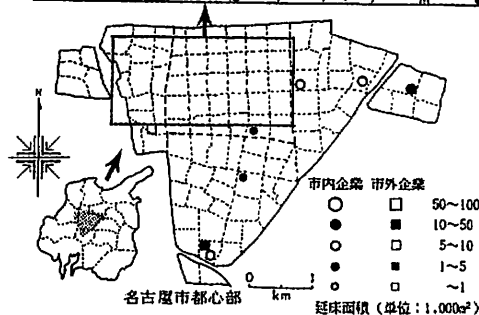 m
N
市内企業 市外企業
50〜100
10〜50
5〜10
1〜5
〜1
延床面積（単位：1,000m²）
名古屋市都心部
0 1
km